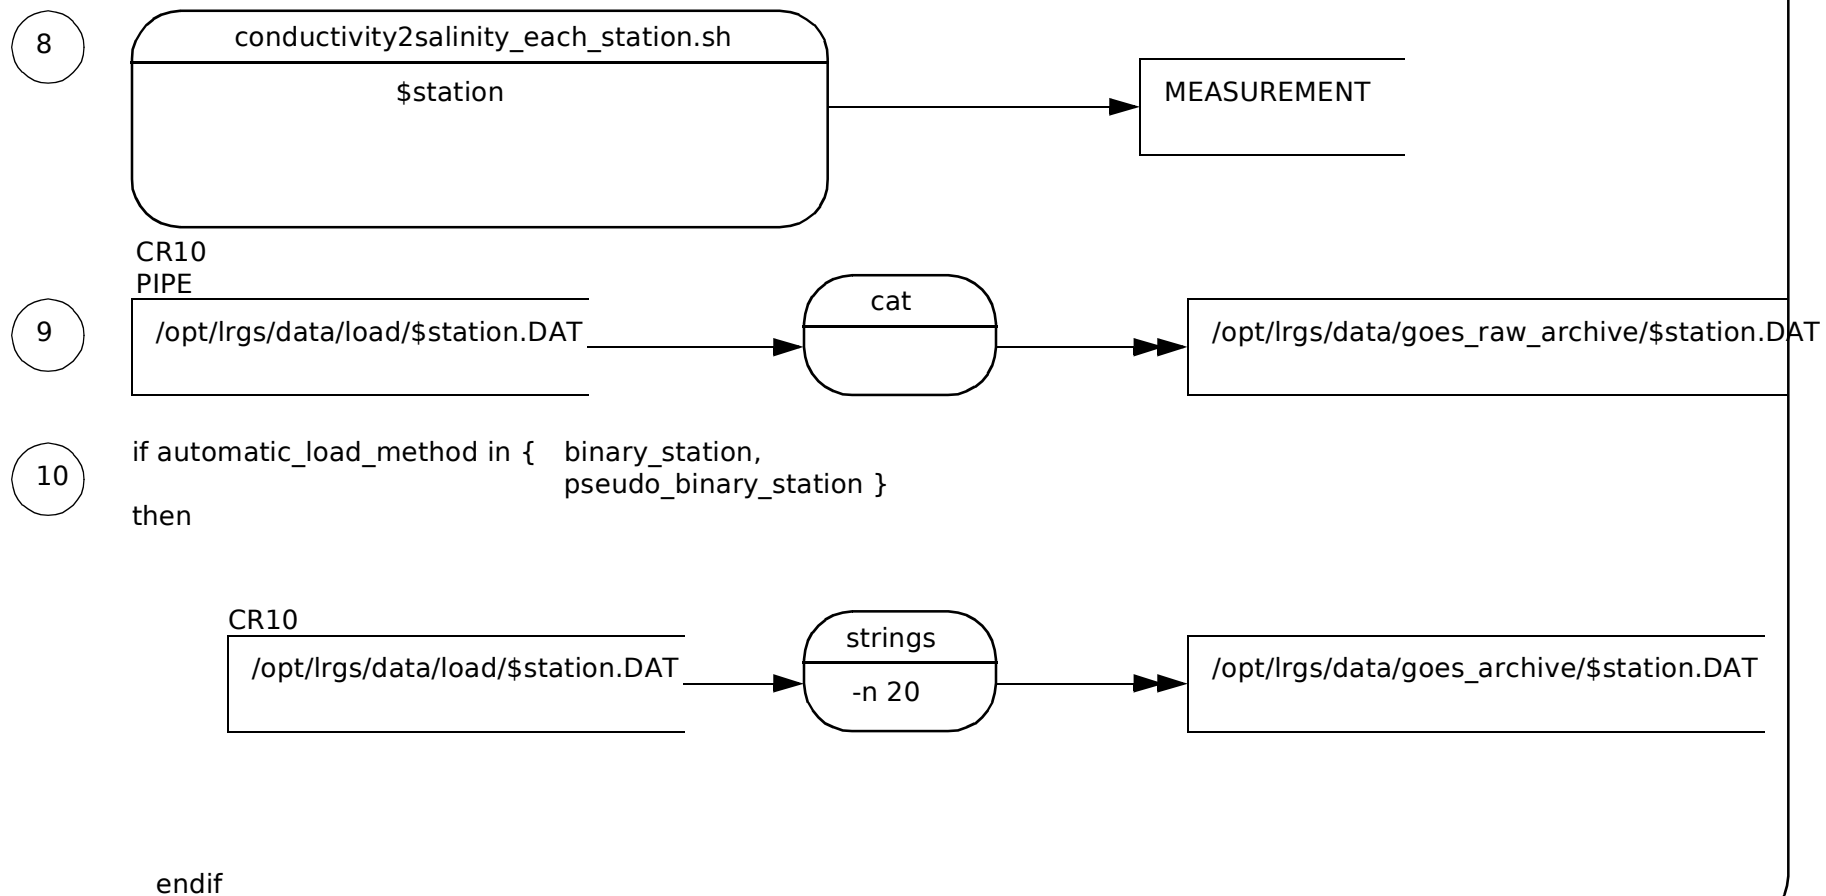 8
conductivity2salinity_each_station.sh
$station
MEASUREMENT
CR10
PIPE
9
/opt/lrgs/data/load/$station.DAT
cat
/opt/lrgs/data/goes_raw_archive/$station.DAT
10
if automatic_load_method in { binary_station,
pseudo_binary_station }
then
CR10
/opt/lrgs/data/load/$station.DAT
strings
-n 20
/opt/lrgs/data/goes_archive/$station.DAT
endif